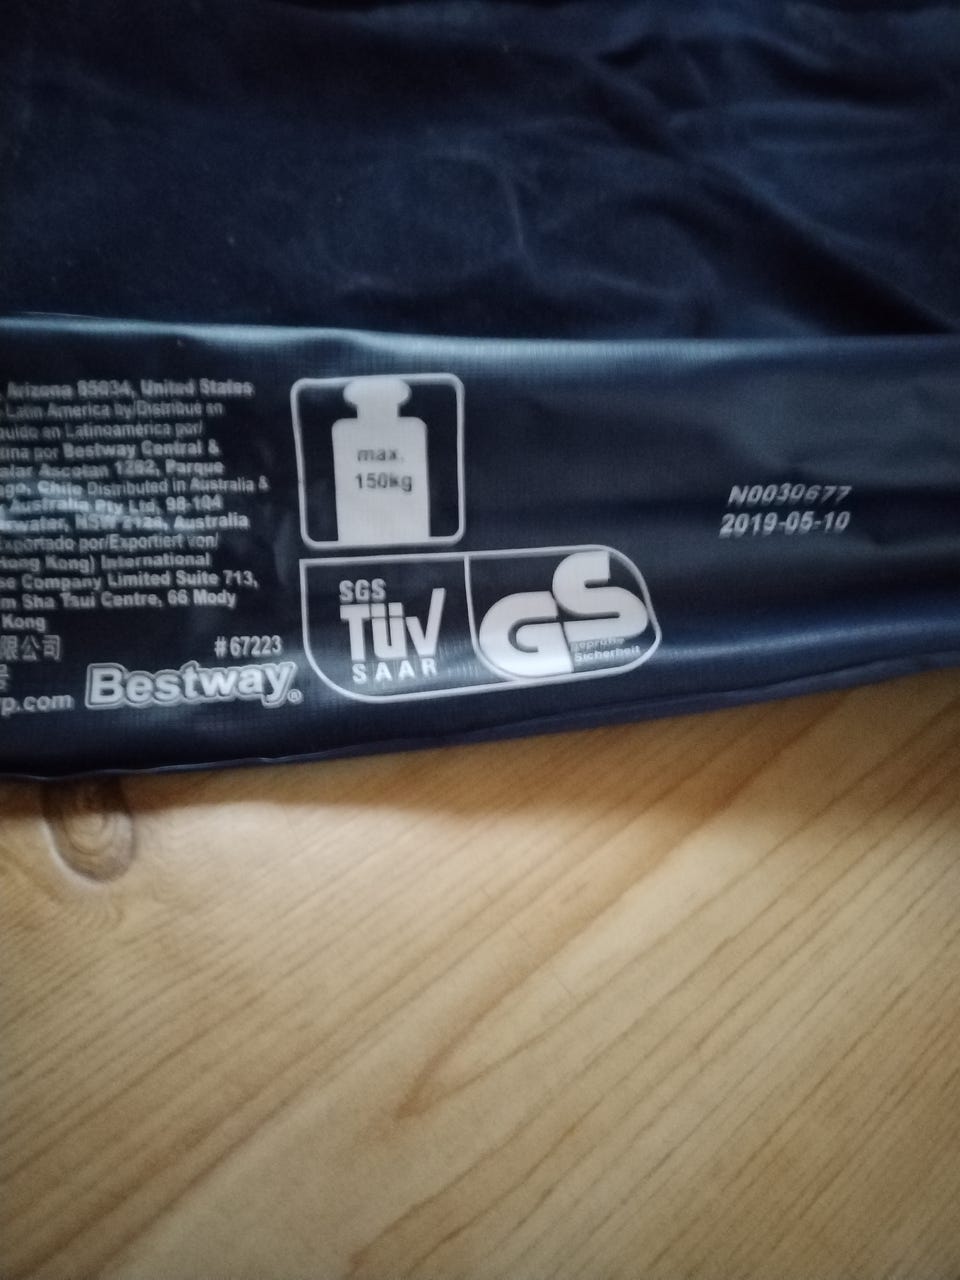 Arizona 85034, United States
Latin America by/Distribué en
en Latinoamérica por/
por Bestway Central &
Ascotan 1282, Parque
Chile Distributed in Australia &
Australia Pty Ltd, 98-104
NSW 2128, Australia
Exportado por/Exportiert von/
(Hong Kong) International
Company Limited Suite 713,
Sha Tsui Centre, 66 Mody
Kong
限公司
#67223
p.com Bestway®
max.
150kg
SGS
TÜV
SAAR
GS
geprüfte
Sicherheit
N0030677
2019-05-10